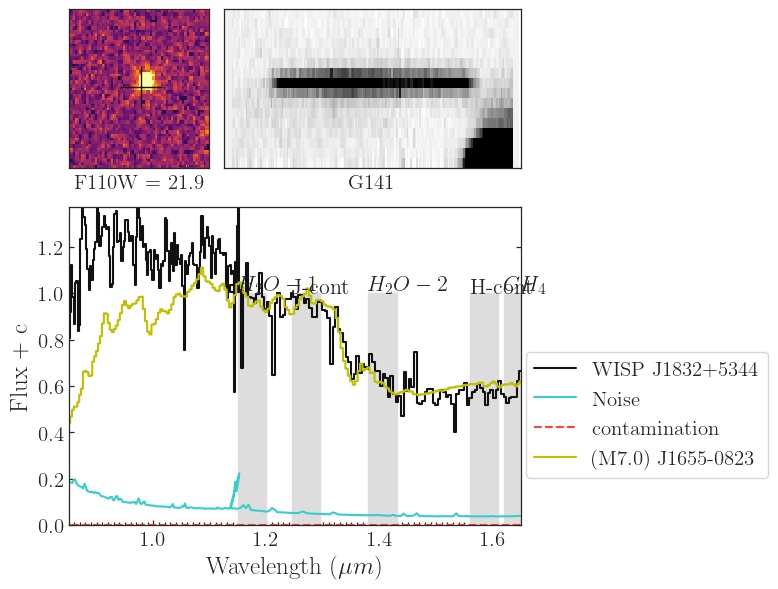 F110W = 21.9
G141
H₂O − 1
J-cont
H₂O − 2
H-cont
CH₄
1.2
1.0
0.8
0.6
0.4
0.2
0.0
Flux + c
1.0
1.2
1.4
1.6
Wavelength (μm)
WISP J1832+5344
Noise
contamination
(M7.0) J1655-0823